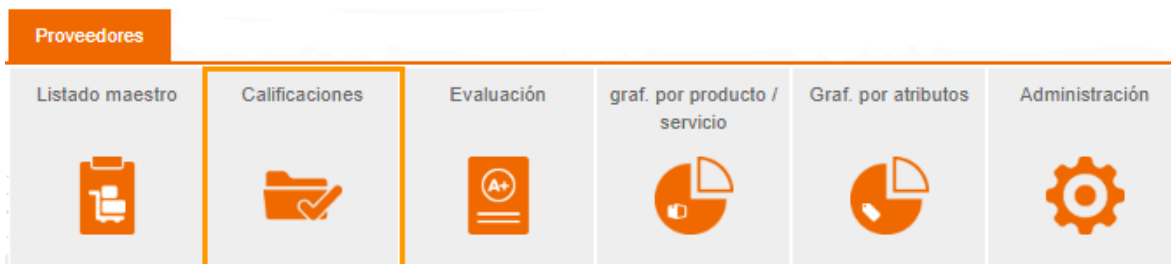 Proveedores
Listado maestro
Calificaciones
Evaluación
graf. por producto /
servicio
Graf. por atributos
Administración
A+